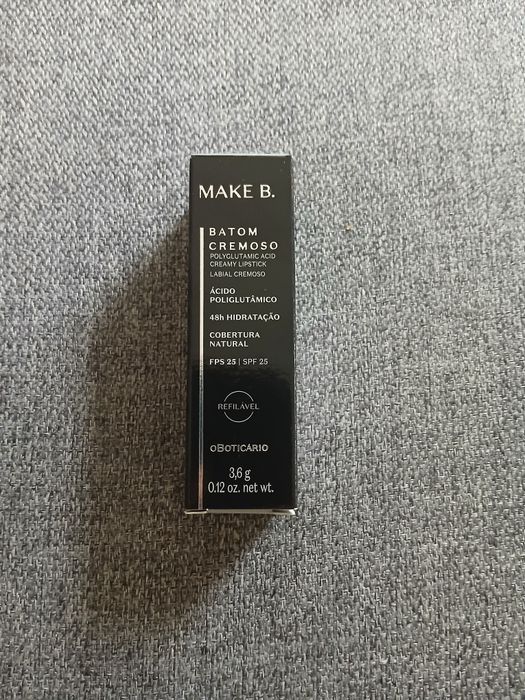 MAKE B.
BATOM
CREMOSO
POLYGLUTAMIC ACID
CREAMY LIPSTICK
LABIAL CREMOSO
ÁCIDO
POLIGLUTÂMICO
48h HIDRATAÇÃO
COBERTURA
NATURAL
FPS 25 | SPF 25
REFILÁVEL
oBoTICÁRIO
3,6 g
0.12 oz. net wt.